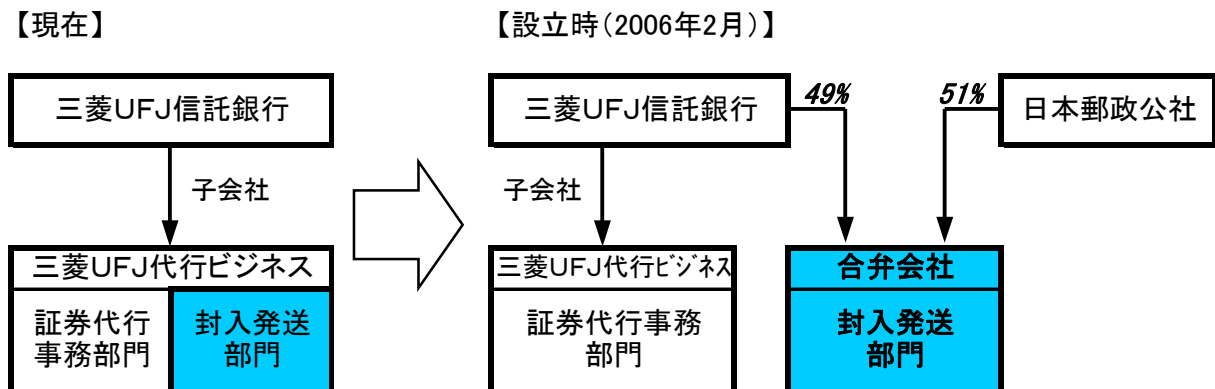 【現在】
三菱ＵＦＪ信託銀行
子会社
三菱ＵＦＪ代行ビジネス
証券代行
事務部門
封入発送
部門
【設立時（2006年2月）】
三菱ＵＦＪ信託銀行
49%
51%
日本郵政公社
子会社
三菱ＵＦＪ代行ﾋﾞｼﾞﾈｽ
証券代行事務
部門
合弁会社
封入発送
部門